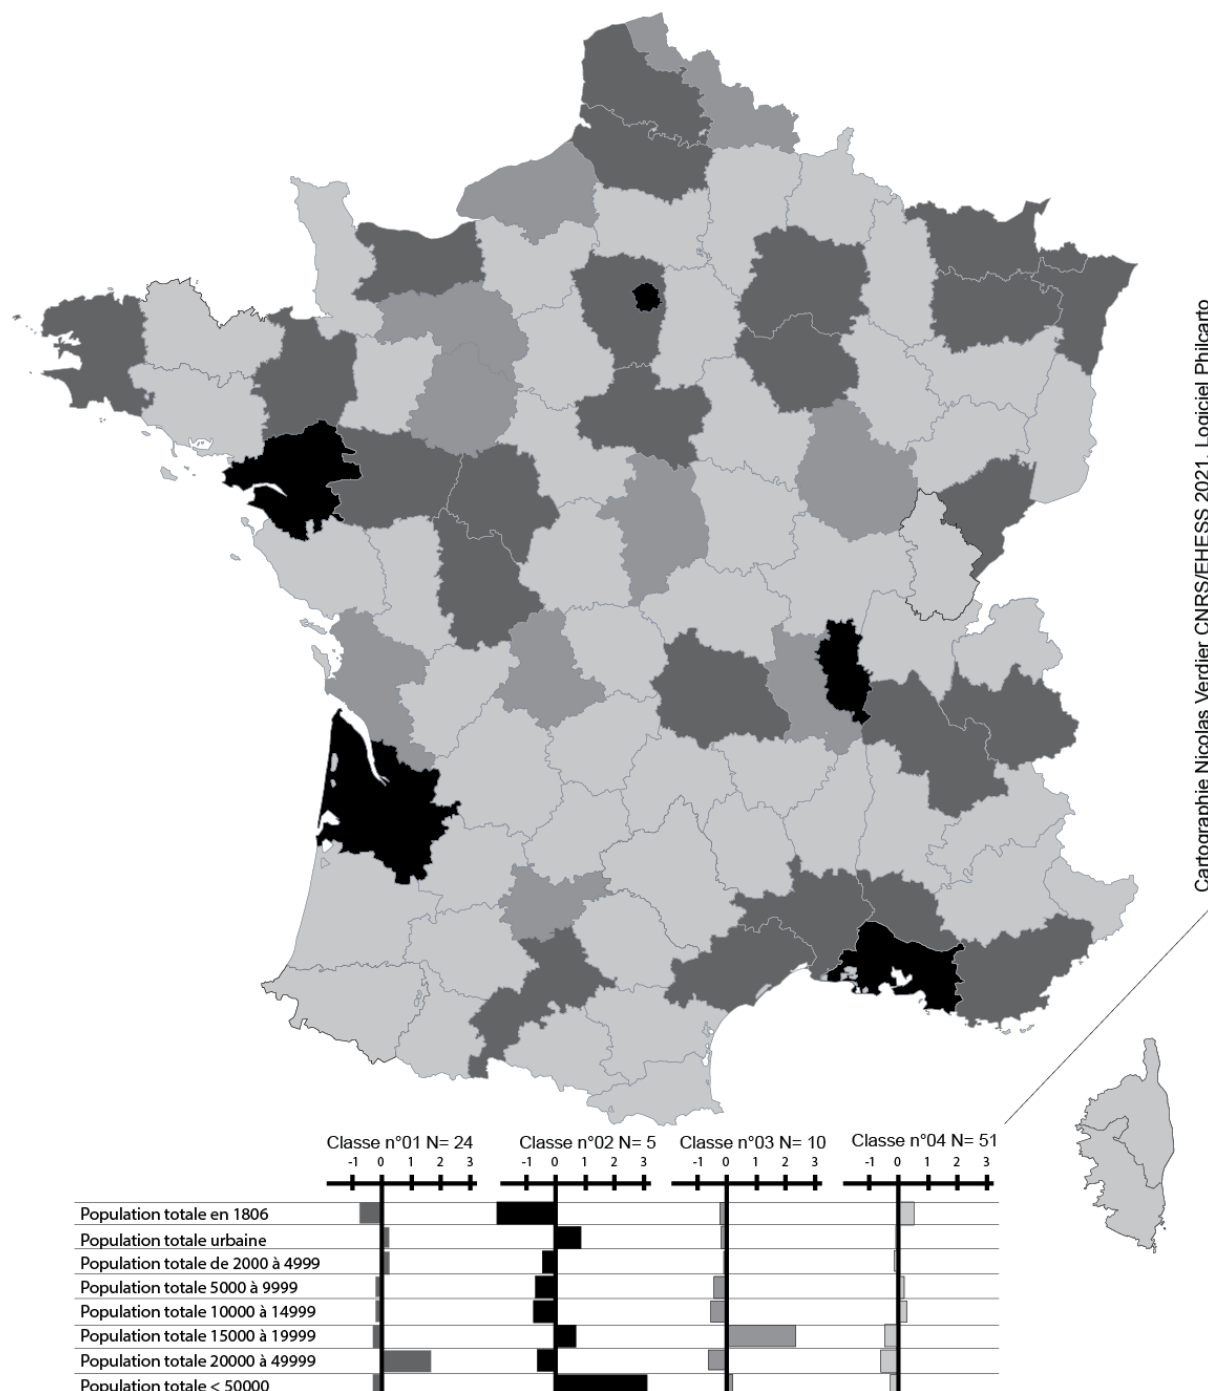 Cartographie Nicolas Verdier CNRS/EHESS 2021. Logiciel Philcarto
Classe n°01 N= 24
Classe n°02 N= 5
Classe n°03 N= 10
Classe n°04 N= 51
-1 0 1 2 3
-1 0 1 2 3
-1 0 1 2 3
-1 0 1 2 3
Population totale en 1806
Population totale urbaine
Population totale de 2000 à 4999
Population totale 5000 à 9999
Population totale 10000 à 14999
Population totale 15000 à 19999
Population totale 20000 à 49999
Population totale < 50000